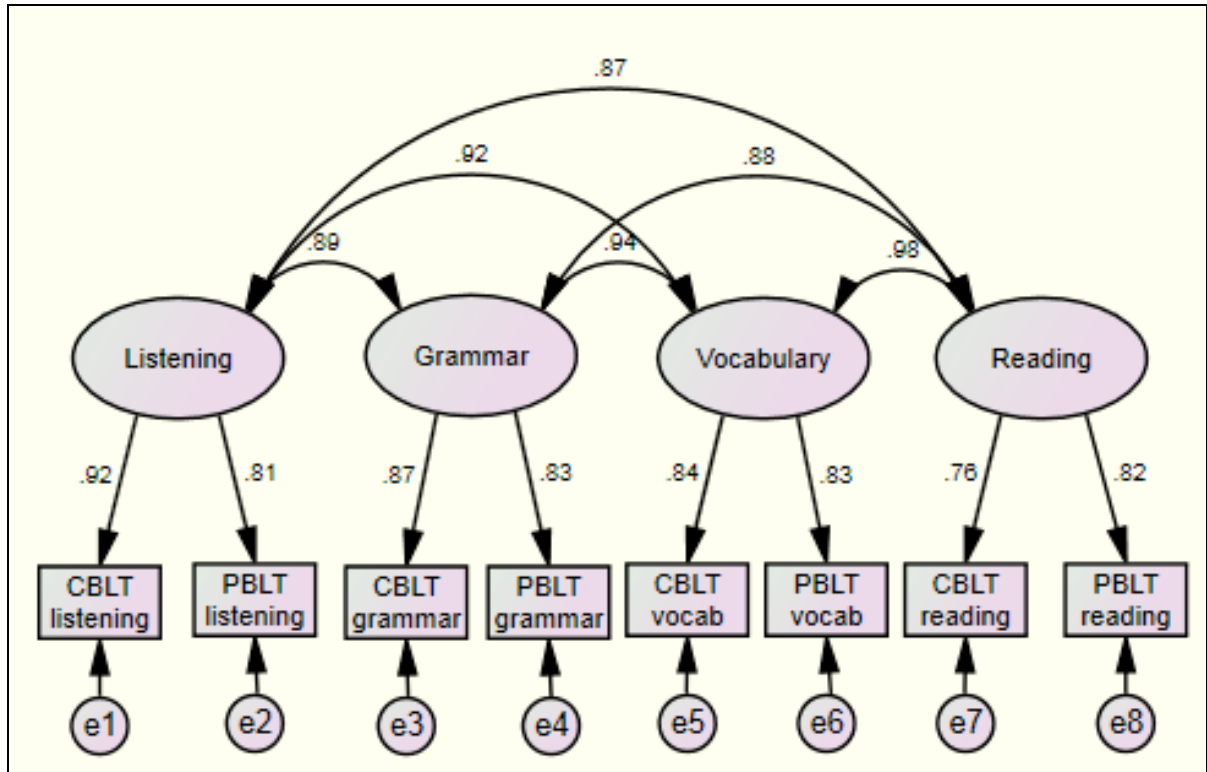 .87
.92
.88
.89
.94
.98
Listening
Grammar
Vocabulary
Reading
.92
.81
.87
.83
.84
.83
.76
.82
CBLT
listening
PBLT
listening
CBLT
grammar
PBLT
grammar
CBLT
vocab
PBLT
vocab
CBLT
reading
PBLT
reading
e1
e2
e3
e4
e5
e6
e7
e8